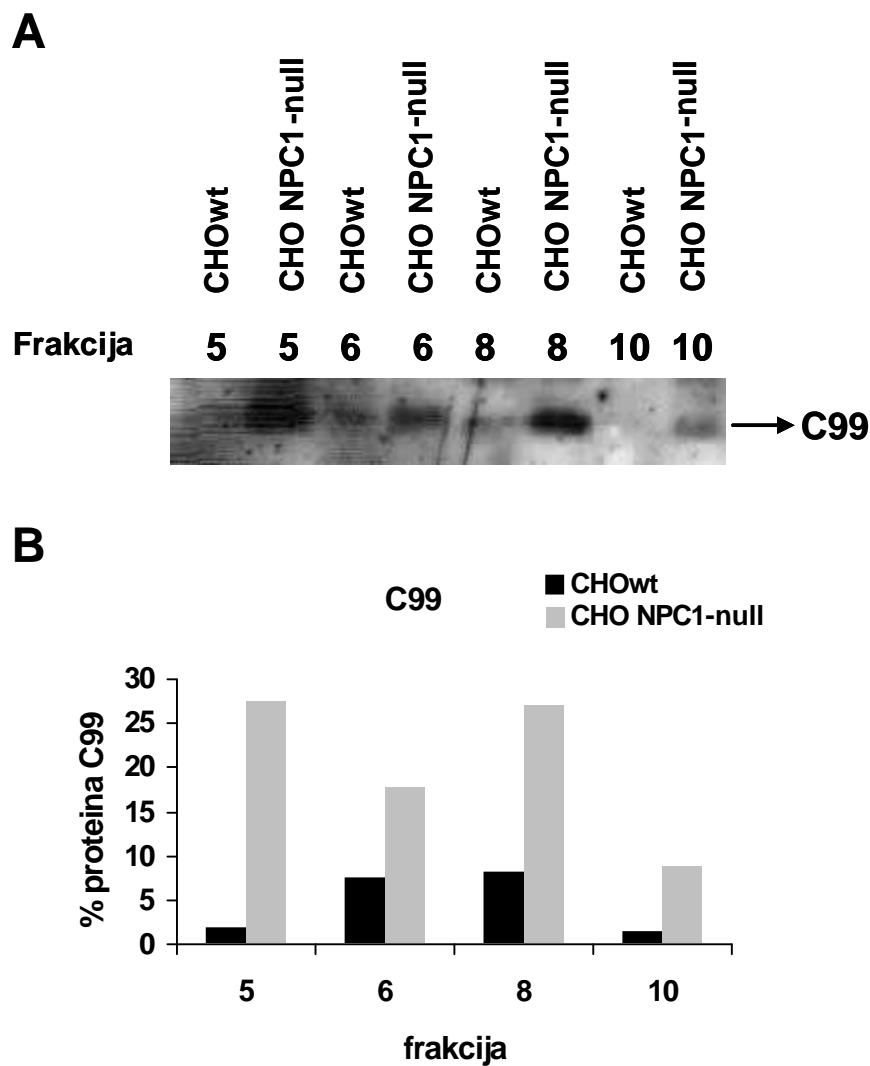 A
CHOwt
CHO NPC1-null
CHOwt
CHO NPC1-null
CHOwt
CHO NPC1-null
CHOwt
CHO NPC1-null
Frakcija 5 5 6 6 8 8 10 10
C99
B
C99
CHOwt
CHO NPC1-null
% proteina C99
30
25
20
15
10
5
0
5 6 8 10
frakcija